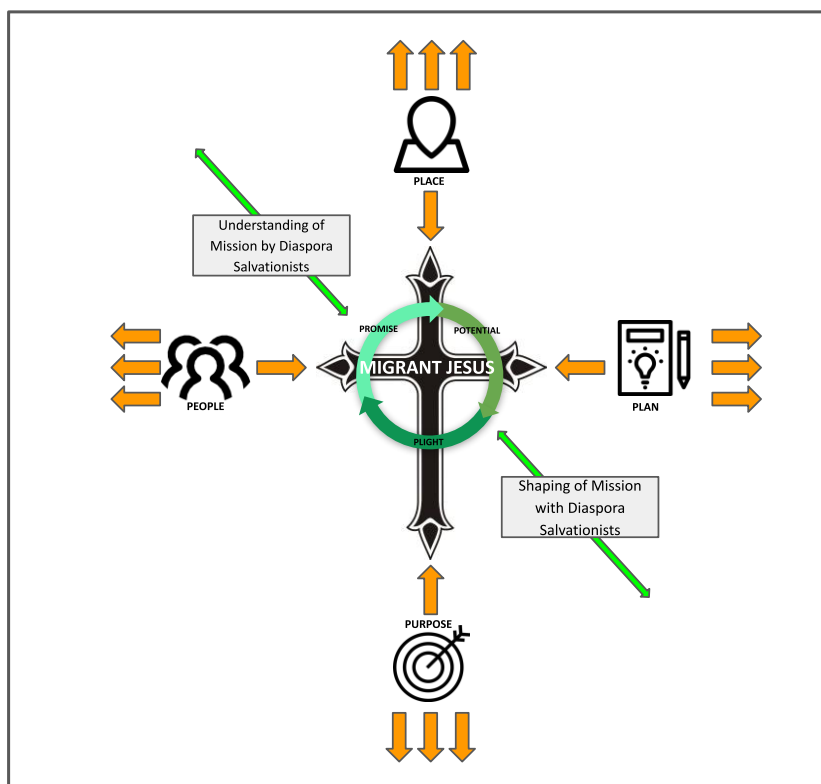 PLACE
Understanding of
Mission by Diaspora
Salvationists
PROMISE
POTENTIAL
MIGRANT JESUS
PEOPLE
PLAN
PLIGHT
Shaping of Mission
with Diaspora
Salvationists
PURPOSE